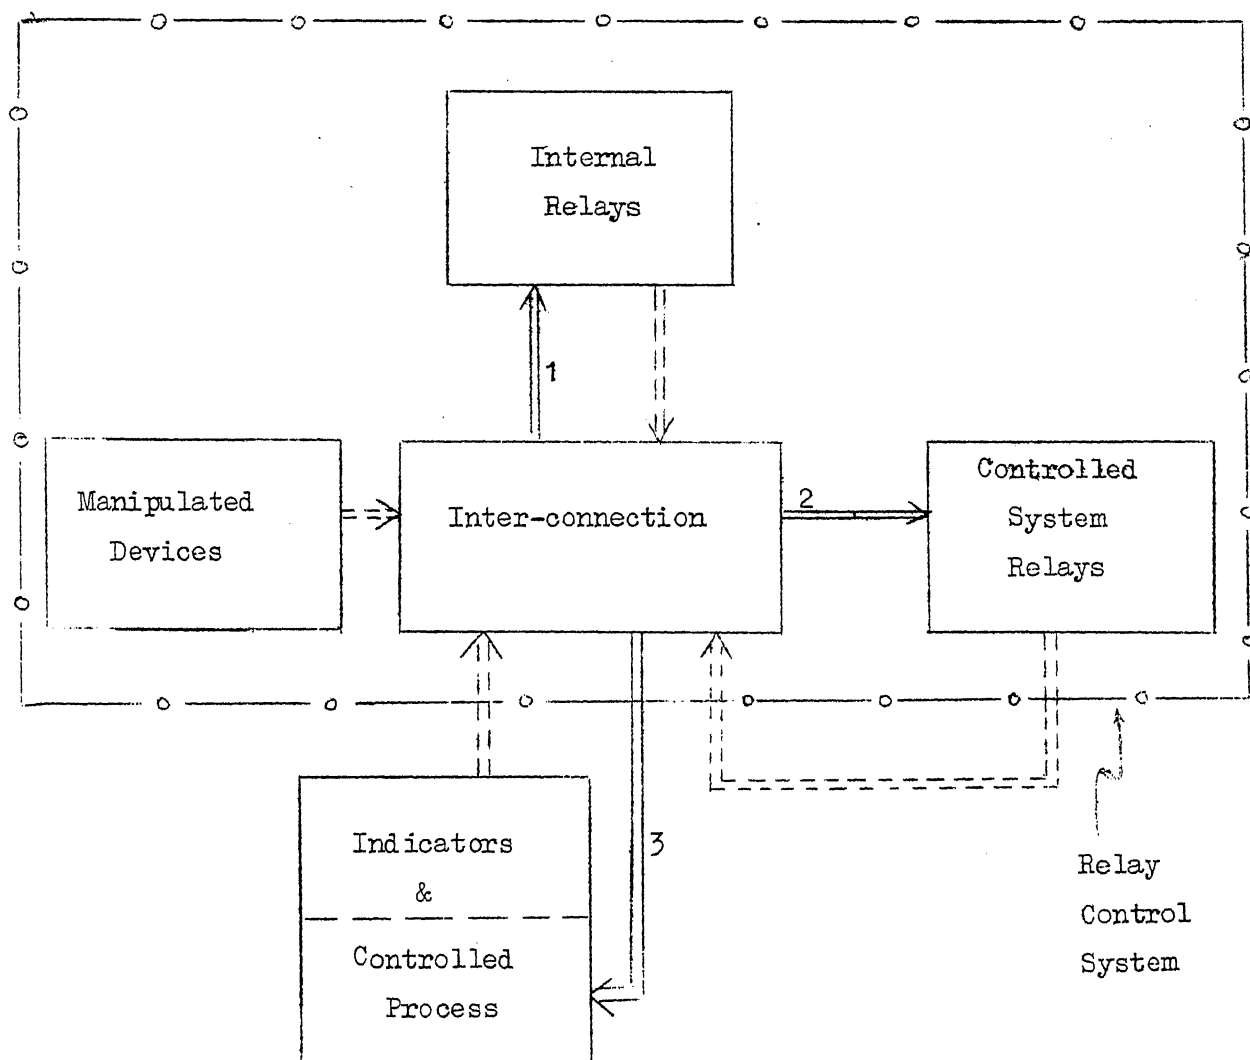 Internal
Relays
1
Manipulated
Devices
Inter-connection
2
Controlled
System
Relays
3
Indicators
&
Controlled
Process
Relay
Control
System